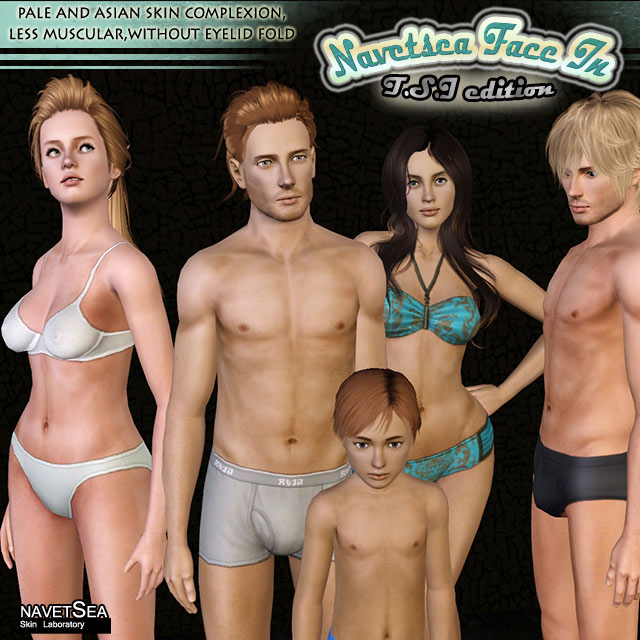 PALE AND ASIAN SKIN COMPLEXION,
LESS MUSCULAR,WITHOUT EYELID FOLD
Navetsea Face In
T.S.I edition
NAVETSEA
Skin Laboratory